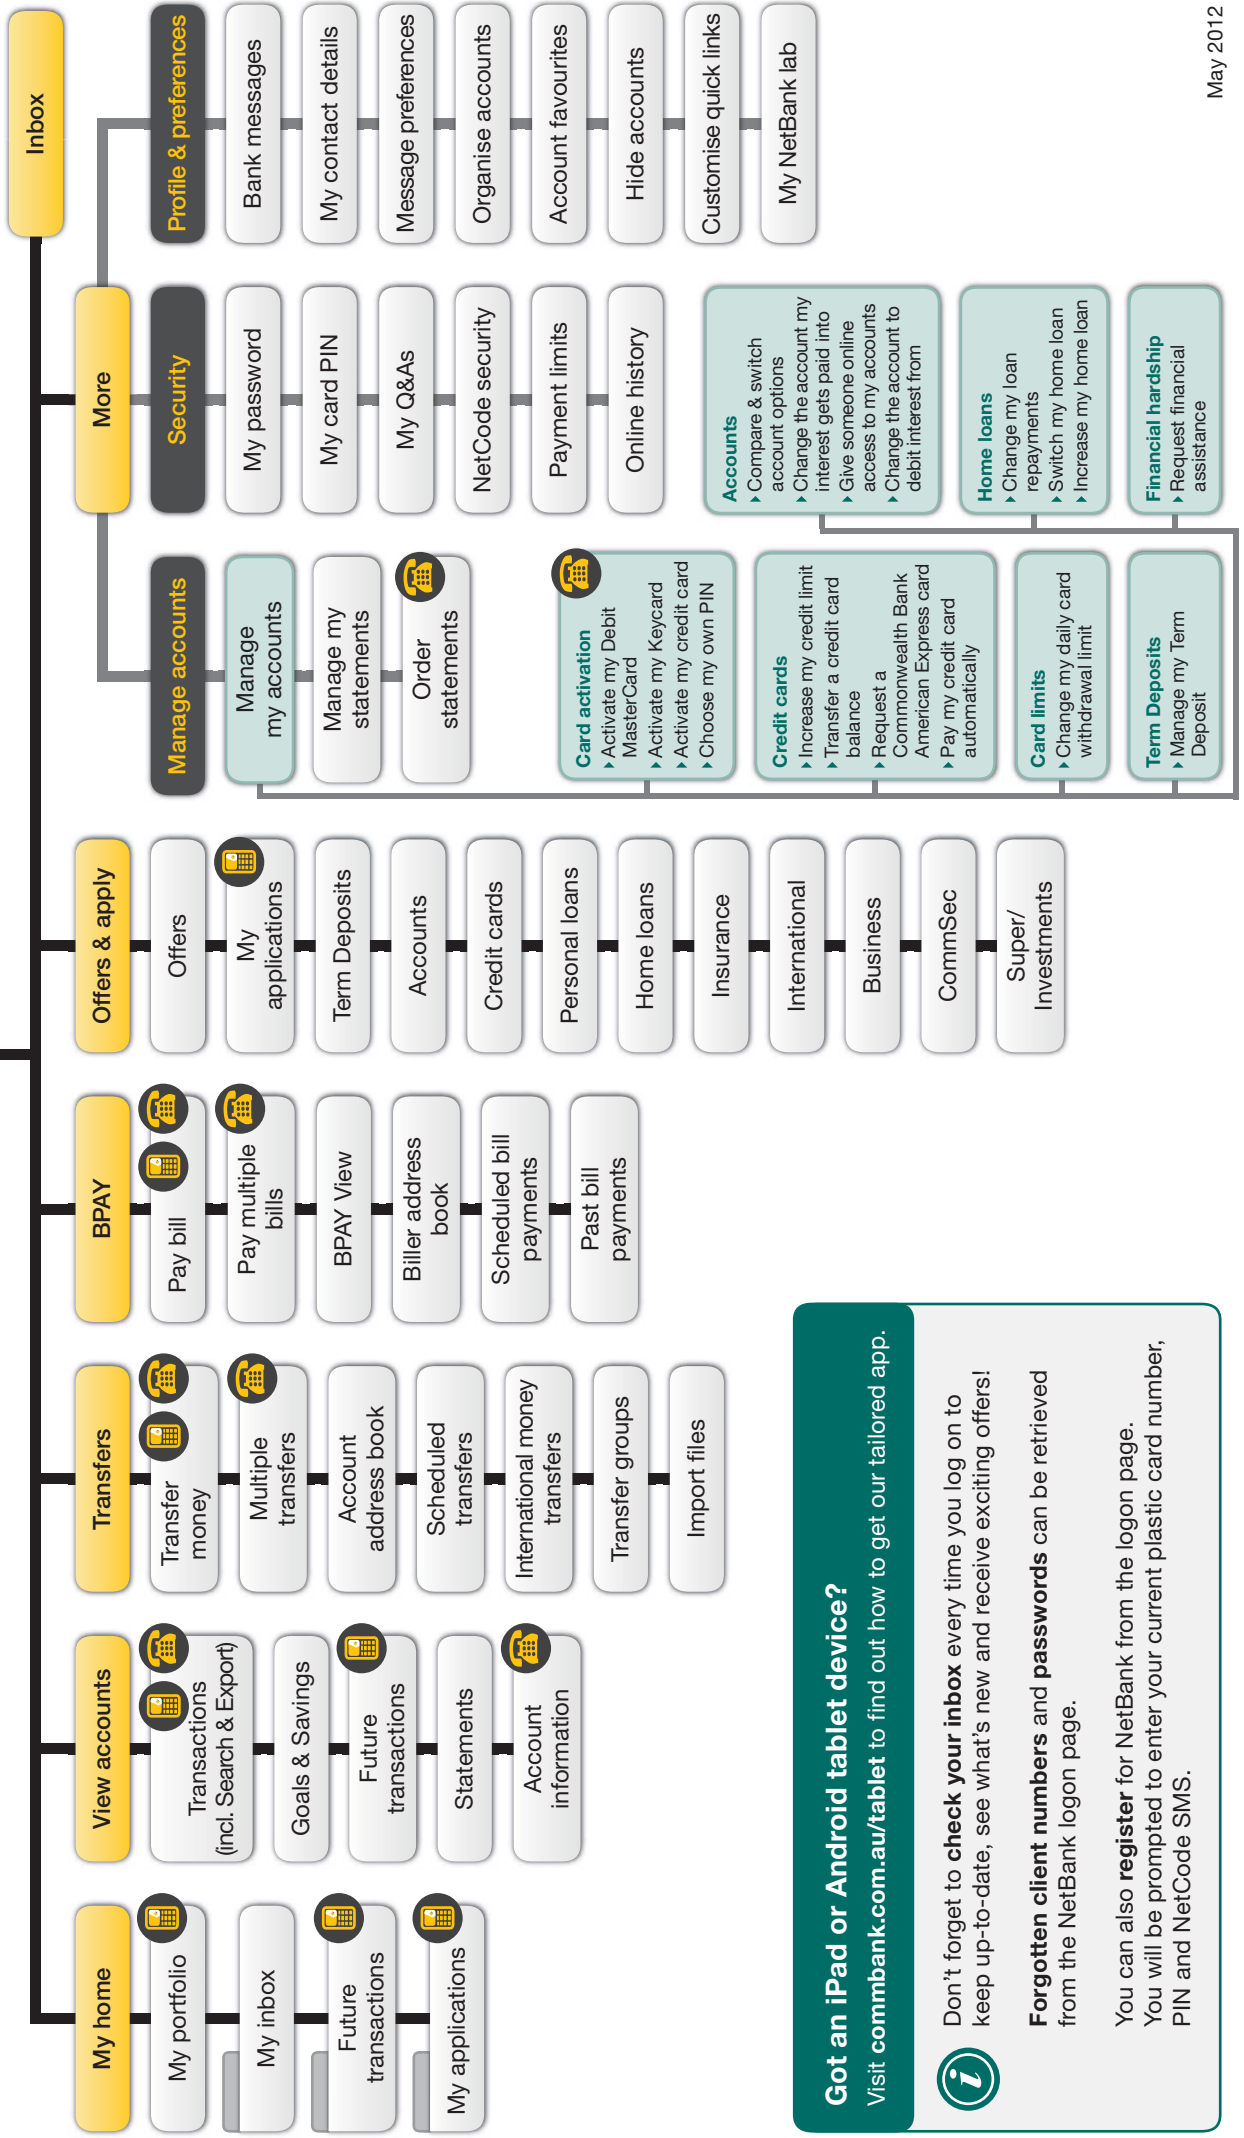 My home
My portfolio
My inbox
Future
transactions
My applications
View accounts
Transactions
(incl. Search & Export)
Goals & Savings
Future
transactions
Statements
Account
information
Transfers
Transfer
money
Multiple
transfers
Account
address book
Scheduled
transfers
International money
transfers
Transfer groups
Import files
BPAY
Pay bill
Pay multiple
bills
BPAY View
Biller address
book
Scheduled bill
payments
Past bill
payments
Offers & apply
Offers
My
applications
Term Deposits
Accounts
Credit cards
Personal loans
Home loans
Insurance
International
Business
CommSec
Super/
Investments
More
Manage accounts
Manage
my accounts
Manage my
statements
Order
statements
Security
My password
My card PIN
My Q&As
NetCode security
Payment limits
Online history
Profile & preferences
Bank messages
My contact details
Message preferences
Organise accounts
Account favourites
Hide accounts
Customise quick links
My NetBank lab
Inbox
Card activation
Activate my Debit
MasterCard
Activate my Keycard
Activate my credit card
Choose my own PIN
Credit cards
Increase my credit limit
Transfer a credit card
balance
Request a
Commonwealth Bank
American Express card
Pay my credit card
automatically
Card limits
Change my daily card
withdrawal limit
Term Deposits
Manage my Term
Deposit
Accounts
Compare & switch
account options
Change the account my
interest gets paid into
Give someone online
access to my accounts
Change the account to
debit interest from
Home loans
Change my loan
repayments
Switch my home loan
Increase my home loan
Financial hardship
Request financial
assistance
Got an iPad or Android tablet device?
Visit commbank.com.au/tablet to find out how to get our tailored app.
i
Don't forget to check your inbox every time you log on to
keep up-to-date, see what's new and receive exciting offers!
Forgotten client numbers and passwords can be retrieved
from the NetBank logon page.
You can also register for NetBank from the logon page.
You will be prompted to enter your current plastic card number,
PIN and NetCode SMS.
May 2012